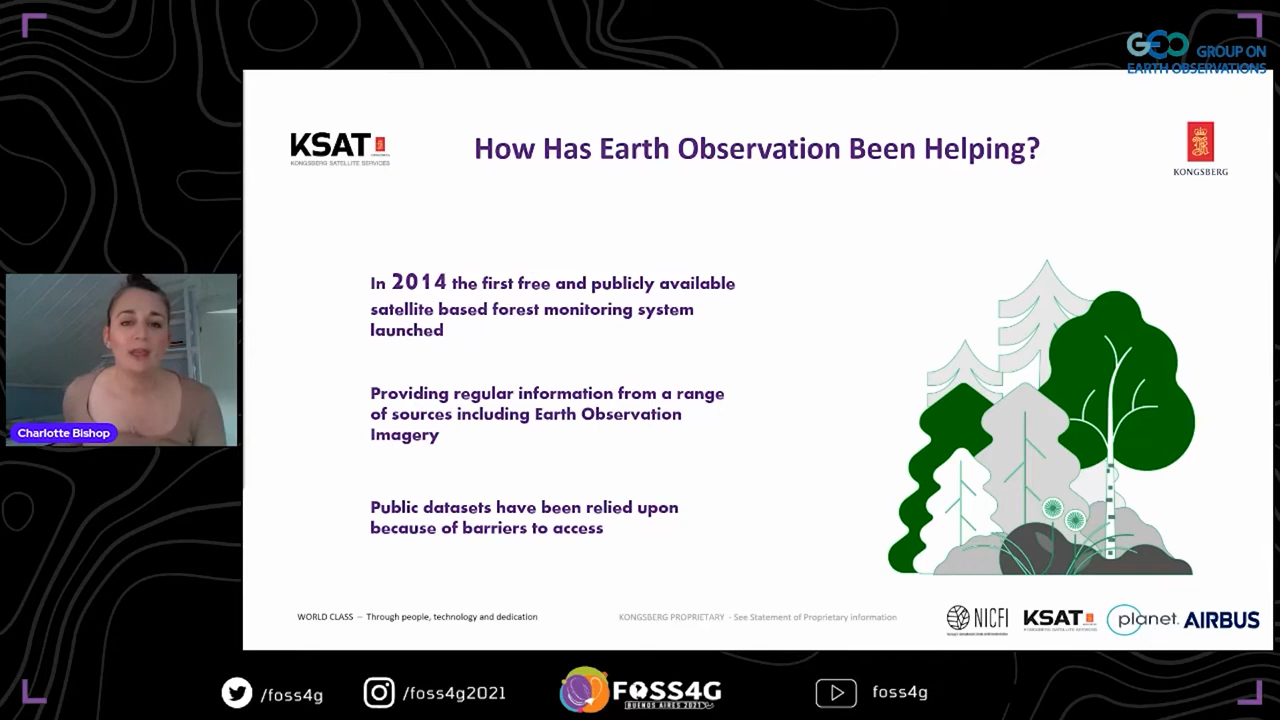 GEO GROUP ON
EARTH OBSERVATIONS
KSAT
KONGSBERG SATELLITE SERVICES
How Has Earth Observation Been Helping?
KONGSBERG
In 2014 the first free and publicly available
satellite based forest monitoring system
launched
Providing regular information from a range
of sources including Earth Observation
Imagery
Public datasets have been relied upon
because of barriers to access
Charlotte Bishop
WORLD CLASS – Through people, technology and dedication
KONGSBERG PROPRIETARY - See Statement of Proprietary information
NICFI
KSAT
KONGSBERG SATELLITE SERVICES
planet.
AIRBUS
/foss4g
/foss4g2021
FOSS4G
BUENOS AIRES 2021
foss4g